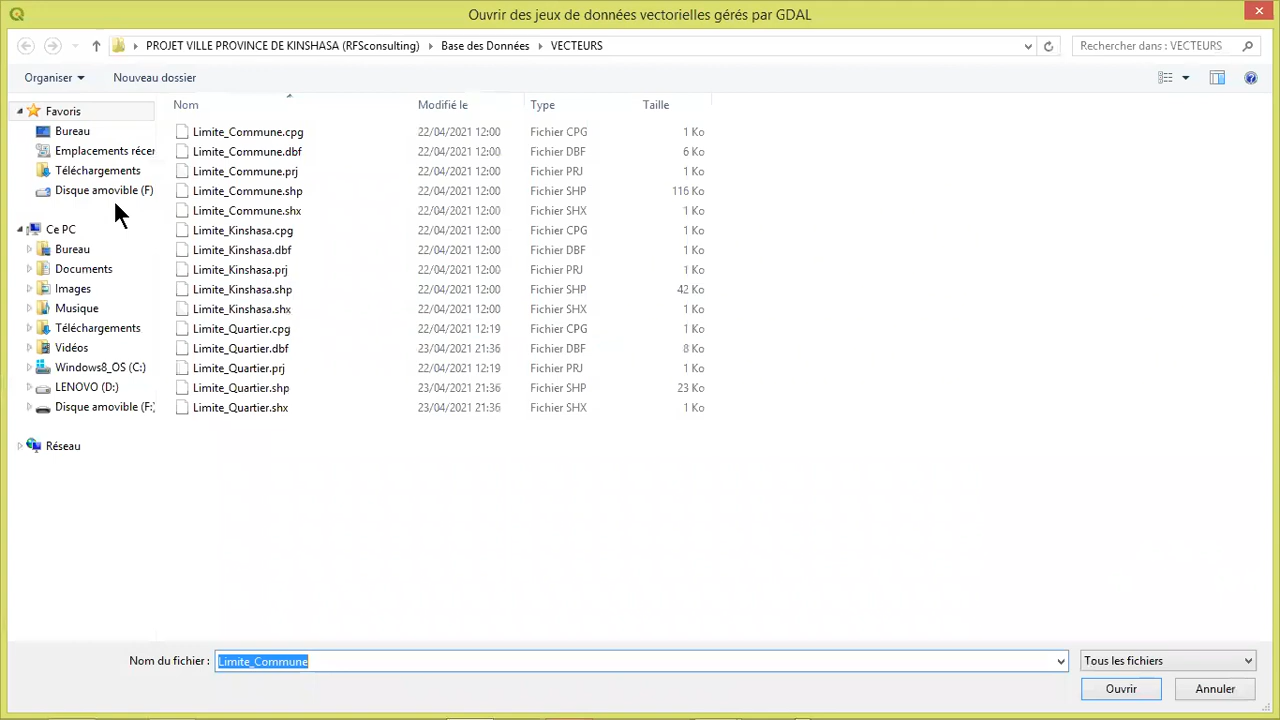 Ouvrir des jeux de données vectorielles gérés par GDAL
PROJET VILLE PROVINCE DE KINSHASA (RFSconsulting) Base des Données VECTEURS
Rechercher dans : VECTEURS
Organiser Nouveau dossier
Favoris
Bureau
Emplacements récer
Téléchargements
Disque amovible (F)
Ce PC
Bureau
Documents
Images
Musique
Téléchargements
Vidéos
Windows8_OS (C:)
LENOVO (D:)
Disque amovible (F:)
Réseau
Nom Modifié le Type Taille
Limite_Commune.cpg 22/04/2021 12:00 Fichier CPG 1 Ko
Limite_Commune.dbf 22/04/2021 12:00 Fichier DBF 6 Ko
Limite_Commune.prj 22/04/2021 12:00 Fichier PRJ 1 Ko
Limite_Commune.shp 22/04/2021 12:00 Fichier SHP 116 Ko
Limite_Commune.shx 22/04/2021 12:00 Fichier SHX 1 Ko
Limite_Kinshasa.cpg 22/04/2021 12:00 Fichier CPG 1 Ko
Limite_Kinshasa.dbf 22/04/2021 12:00 Fichier DBF 1 Ko
Limite_Kinshasa.prj 22/04/2021 12:00 Fichier PRJ 1 Ko
Limite_Kinshasa.shp 22/04/2021 12:00 Fichier SHP 42 Ko
Limite_Kinshasa.shx 22/04/2021 12:00 Fichier SHX 1 Ko
Limite_Quartier.cpg 22/04/2021 12:19 Fichier CPG 1 Ko
Limite_Quartier.dbf 23/04/2021 21:36 Fichier DBF 8 Ko
Limite_Quartier.prj 22/04/2021 12:19 Fichier PRJ 1 Ko
Limite_Quartier.shp 23/04/2021 21:36 Fichier SHP 23 Ko
Limite_Quartier.shx 23/04/2021 21:36 Fichier SHX 1 Ko
Nom du fichier : Limite_Commune Tous les fichiers
Ouvrir Annuler